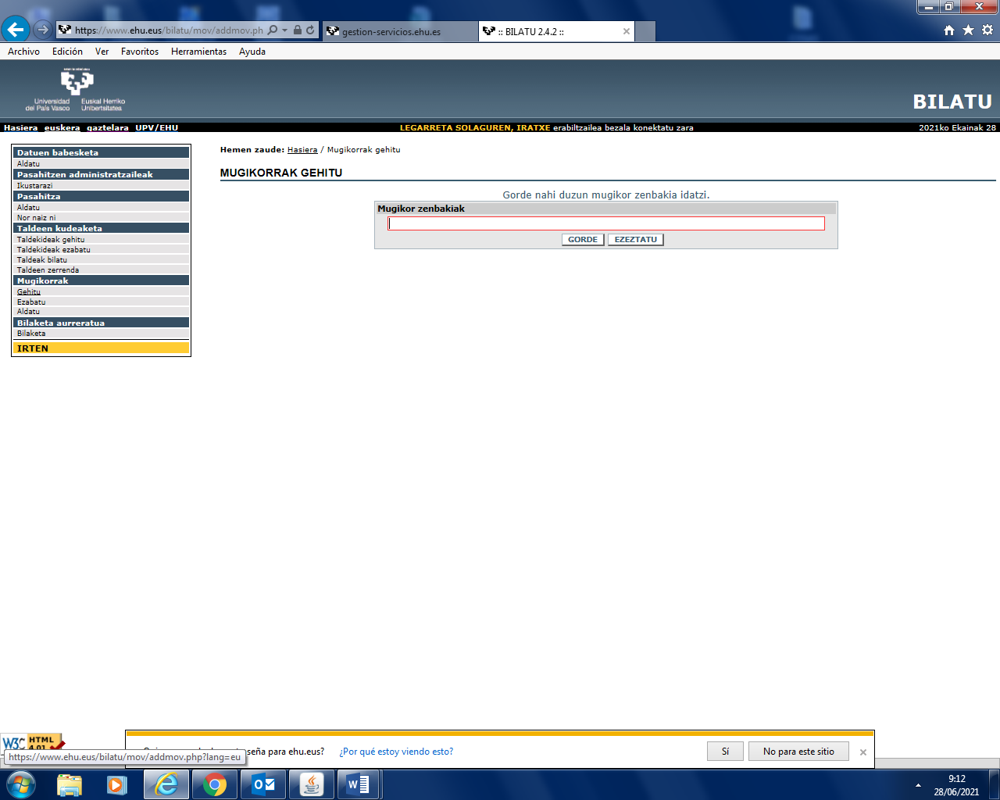 https://www.ehu.eus/bilatu/mov/addmov.ph
gestion-servicios.ehu.es
:: BILATU 2.4.2 ::
Archivo Edición Ver Favoritos Herramientas Ayuda
Universidad del País Vasco
Euskal Herriko Unibertsitatea
BILATU
Hasiera euskera gaztelara UPV/EHU
LEGARRETA SOLAGUREN, IRATXE erabiltzailea bezala konektatu zara
2021ko Ekainak 28
Datuen babesketa
Aldatu
Pasahitzen administratzaileak
Ikustarazi
Pasahitza
Aldatu
Nor naiz ni
Taldeen kudeaketa
Taldekideak gehitu
Taldekideak ezabatu
Taldeak bilatu
Taldeen zerrenda
Mugikorrak
Gehitu
Ezabatu
Aldatu
Bilaketa aurreratua
Bilaketa
IRTEN
Hemen zaude: Hasiera / Mugikorrak gehitu
MUGIKORRAK GEHITU
Gorde nahi duzun mugikor zenbakia idatzi.
Mugikor zenbakiak
GORDE EZEZTATU
W3C HTML 4.01
seña para ehu.eus? ¿Por qué estoy viendo esto? Sí No para este sitio
https://www.ehu.eus/bilatu/mov/addmov.php?lang=eu
9:12
28/06/2021